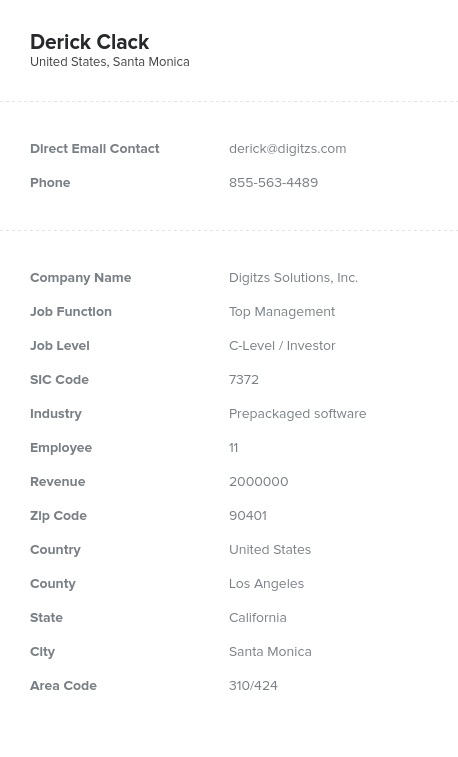 Derick Clack
United States, Santa Monica
Direct Email Contact derick@digitzs.com
Phone 855-563-4489
Company Name Digitzs Solutions, Inc.
Job Function Top Management
Job Level C-Level / Investor
SIC Code 7372
Industry Prepackaged software
Employee 11
Revenue 2000000
Zip Code 90401
Country United States
County Los Angeles
State California
City Santa Monica
Area Code 310/424